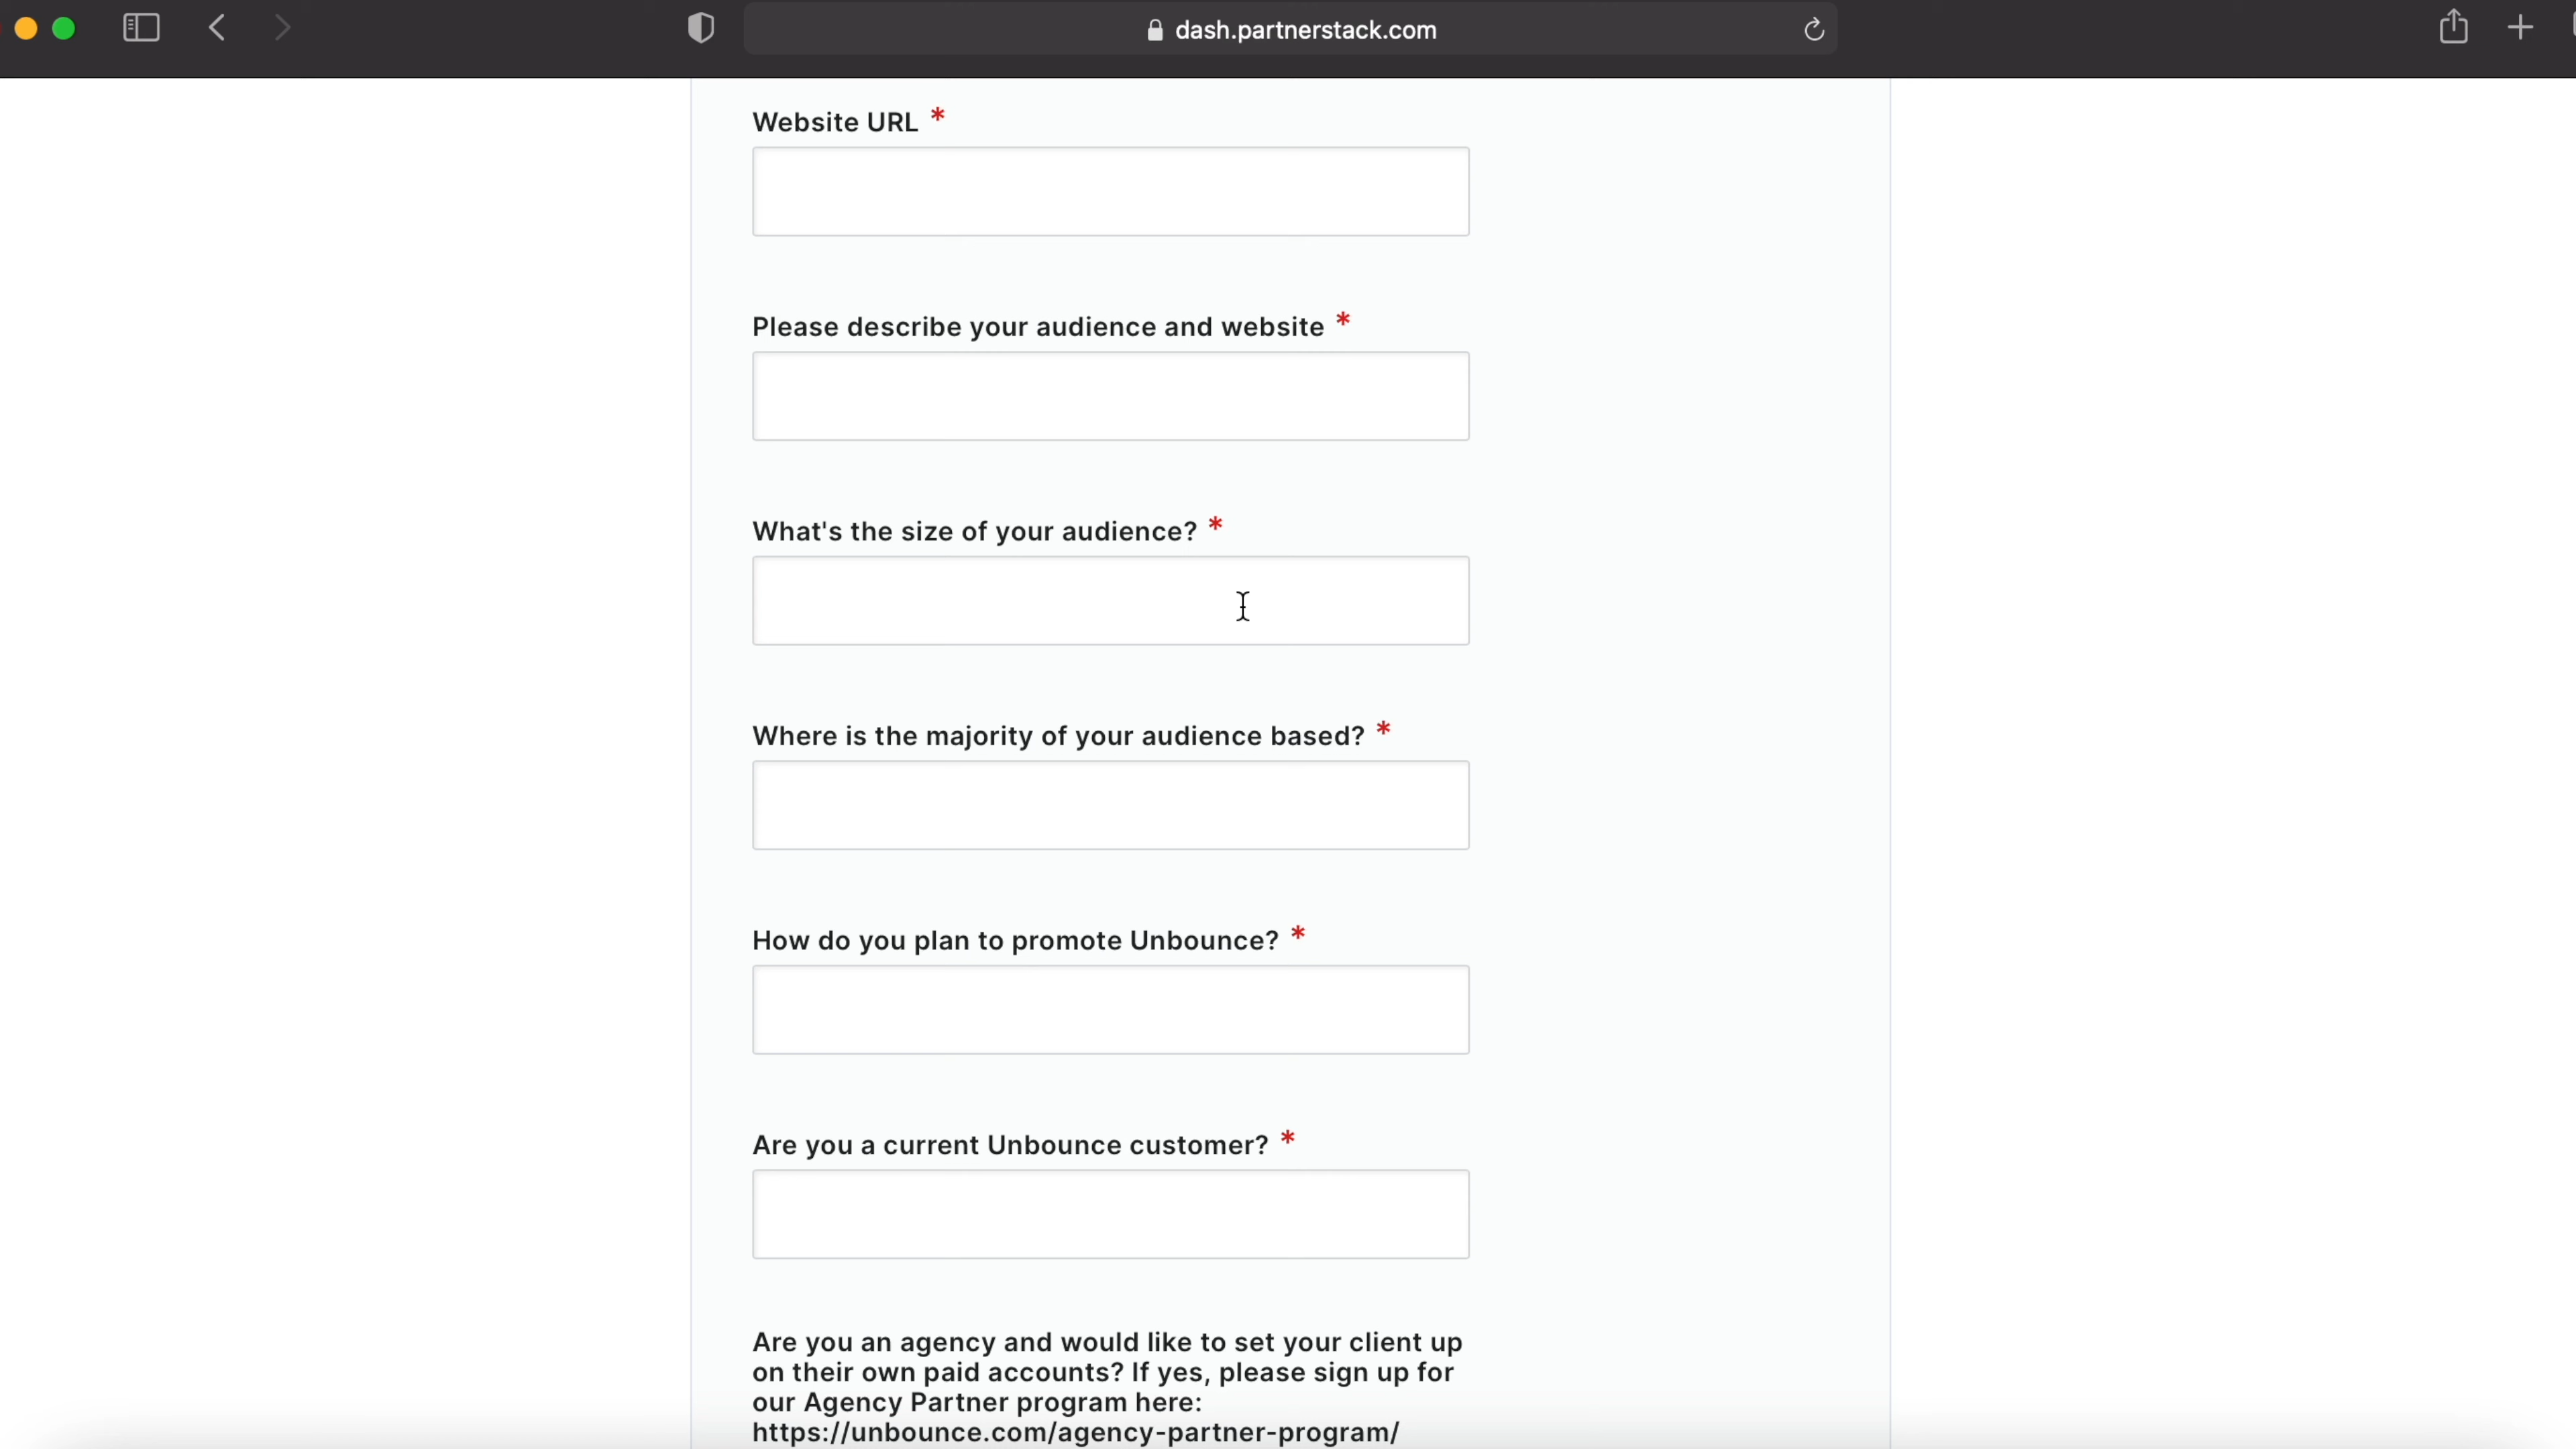 dash.partnerstack.com
Website URL *
Please describe your audience and website *
What's the size of your audience? *
Where is the majority of your audience based? *
How do you plan to promote Unbounce? *
Are you a current Unbounce customer? *
Are you an agency and would like to set your client up
on their own paid accounts? If yes, please sign up for
our Agency Partner program here:
https://unbounce.com/agency-partner-program/